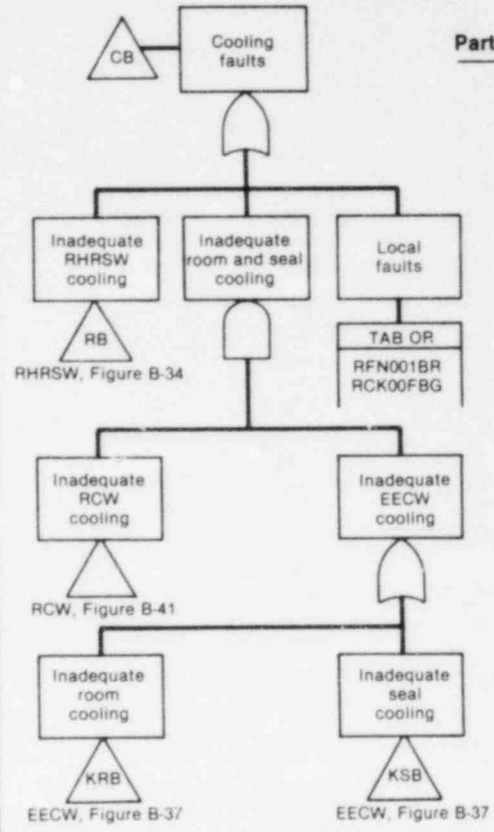 CB
Cooling
faults
Part
Inadequate
RHRSW
cooling
RB
RHRSW, Figure B-34
Inadequate
room and seal
cooling
Local
faults
TAB OR
RFN001BR
RCK00FBG
Inadequate
RCW
cooling
RCW, Figure B-41
Inadequate
EECW
cooling
Inadequate
room
cooling
KRB
EECW, Figure B-37
Inadequate
seal
cooling
KSB
EECW, Figure B-37